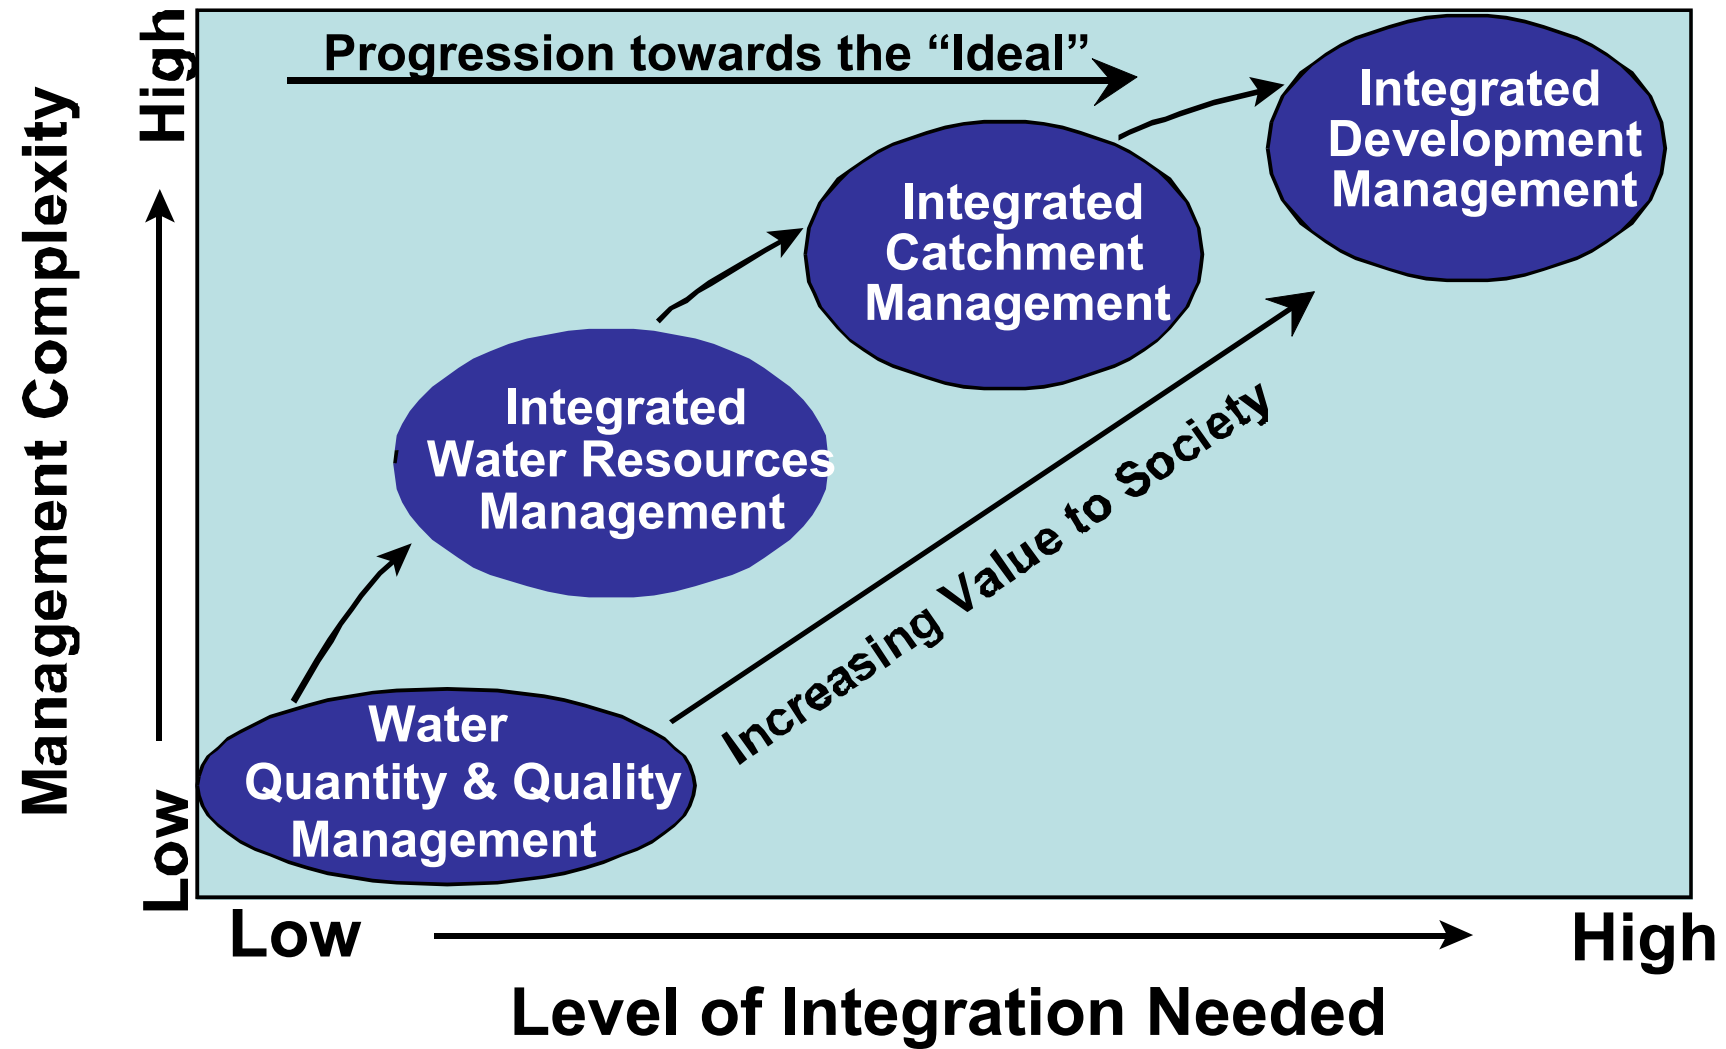 Progression towards the “Ideal”
High
Management Complexity
Low
Integrated
Development
Management
Integrated
Catchment
Management
Integrated
Water Resources
Management
Increasing Value to Society
Water
Quantity & Quality
Management
Low
High
Level of Integration Needed